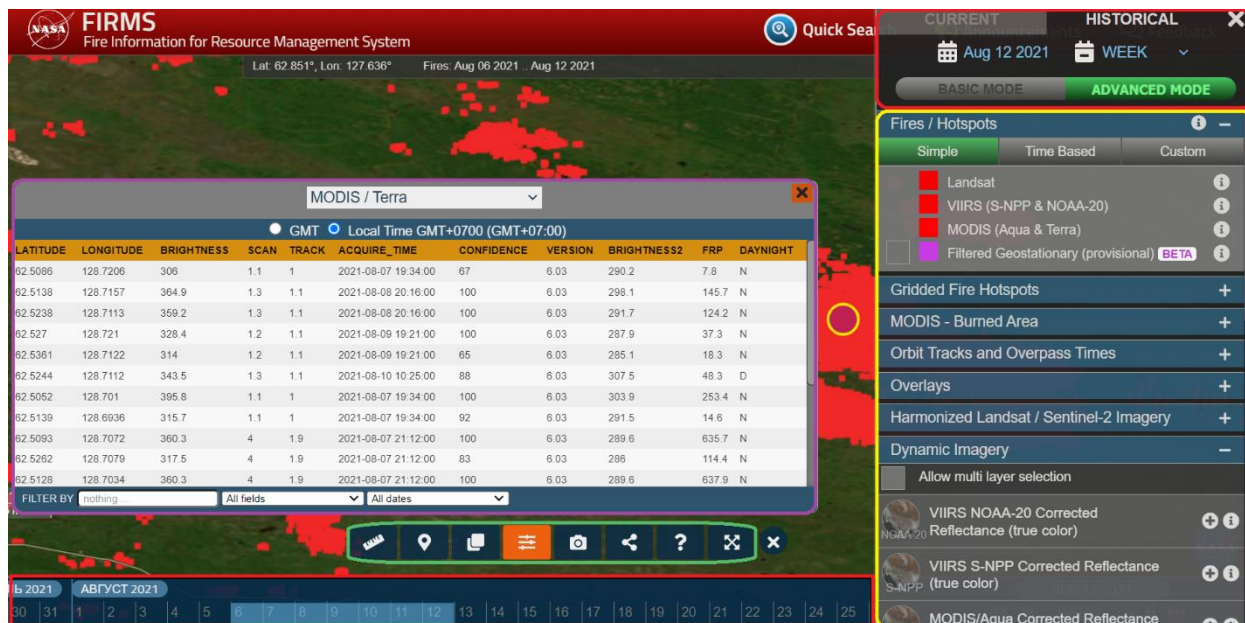 NASA
FIRMS
Fire Information for Resource Management System
Quick Sear
Feedback
CURRENT HISTORICAL
Aug 12 2021 WEEK
BASIC MODE ADVANCED MODE
Lat: 62.851°, Lon: 127.636° Fires: Aug 06 2021 .. Aug 12 2021
MODIS / Terra
GMT Local Time GMT+0700 (GMT+07:00)
LATITUDE LONGITUDE BRIGHTNESS SCAN TRACK ACQUIRE_TIME CONFIDENCE VERSION BRIGHTNESS2 FRP DAYNIGHT
62.5086 128.7206 306 1.1 1 2021-08-07 19:34:00 67 6.03 290.2 7.8 N
62.5138 128.7157 364.9 1.3 1.1 2021-08-08 20:16:00 100 6.03 298.1 145.7 N
62.5238 128.7113 359.2 1.3 1.1 2021-08-08 20:16:00 100 6.03 291.7 124.2 N
62.527 128.721 328.4 1.2 1.1 2021-08-09 19:21:00 100 6.03 287.9 37.3 N
62.5361 128.7122 314 1.2 1.1 2021-08-09 19:21:00 65 6.03 285.1 18.3 N
62.5244 128.7112 343.5 1.3 1.1 2021-08-10 10:25:00 88 6.03 307.5 48.3 D
62.5052 128.701 395.8 1.1 1 2021-08-07 19:34:00 100 6.03 303.9 253.4 N
62.5139 128.6936 315.7 1.1 1 2021-08-07 19:34:00 92 6.03 291.5 14.6 N
62.5093 128.7072 360.3 4 1.9 2021-08-07 21:12:00 100 6.03 289.6 635.7 N
62.5262 128.7079 317.5 4 1.9 2021-08-07 21:12:00 83 6.03 286 114.4 N
62.5128 128.7034 360.3 4 1.9 2021-08-07 21:12:00 100 6.03 289.6 637.9 N
FILTER BY nothing ... All fields All dates
Fires / Hotspots
Simple Time Based Custom
Landsat
VIIRS (S-NPP & NOAA-20)
MODIS (Aqua & Terra)
Filtered Geostationary (provisional) BETA
Gridded Fire Hotspots
MODIS - Burned Area
Orbit Tracks and Overpass Times
Overlays
Harmonized Landsat / Sentinel-2 Imagery
Dynamic Imagery
Allow multi layer selection
NOAA-20
VIIRS NOAA-20 Corrected
Reflectance (true color)
S-NPP
VIIRS S-NPP Corrected Reflectance
(true color)
MODIS/Aqua Corrected Reflectance
Ь 2021 АВГУСТ 2021
30 31 1 2 3 4 5 6 7 8 9 10 11 12 13 14 15 16 17 18 19 20 21 22 23 24 25